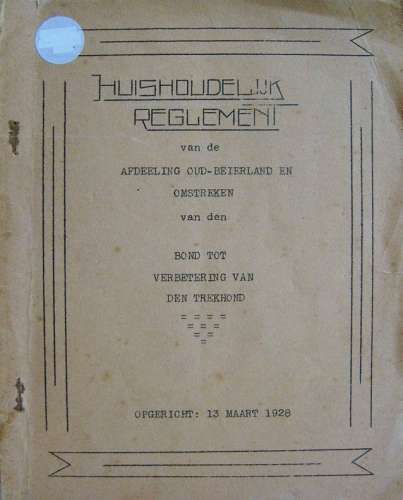 HUISHOUDELIJK
REGLEMENT
van de
AFDEELING OUD-BEIERLAND EN
OMSTREKEN
van den
BOND TOT
VERBETERING VAN
DEN TREKHOND
= = = =
= = =
= =
=
OPGERICHT: 13 MAART 1928